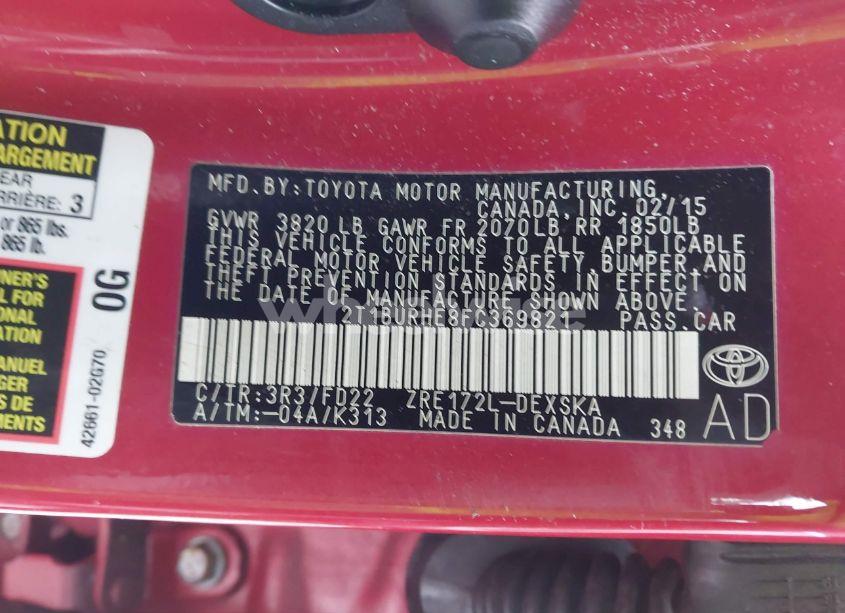 ATION
ARGEMENT
EAR
RRIÈRE: 3
or 865 lbs.
865 lb.
NER'S
L FOR
IONAL
ATION
ANUEL
GER
S
EMENTS
0G
42661-02G70
MFD.BY:TOYOTA MOTOR MANUFACTURING,
CANADA,INC. 02/15
GVWR 3820 LB GAWR FR 2070LB RR 1850LB
THIS VEHICLE CONFORMS TO ALL APPLICABLE
FEDERAL MOTOR VEHICLE SAFETY,BUMPER,AND
THEFT PREVENTION STANDARDS IN EFFECT ON
THE DATE OF MANUFACTURE SHOWN ABOVE.
2T1BURHE8FC369821 PASS.CAR
C/TR:3R3/FD22 ZRE172L-DEXSKA
A/TM:-04A/K313 MADE IN CANADA 348
AD